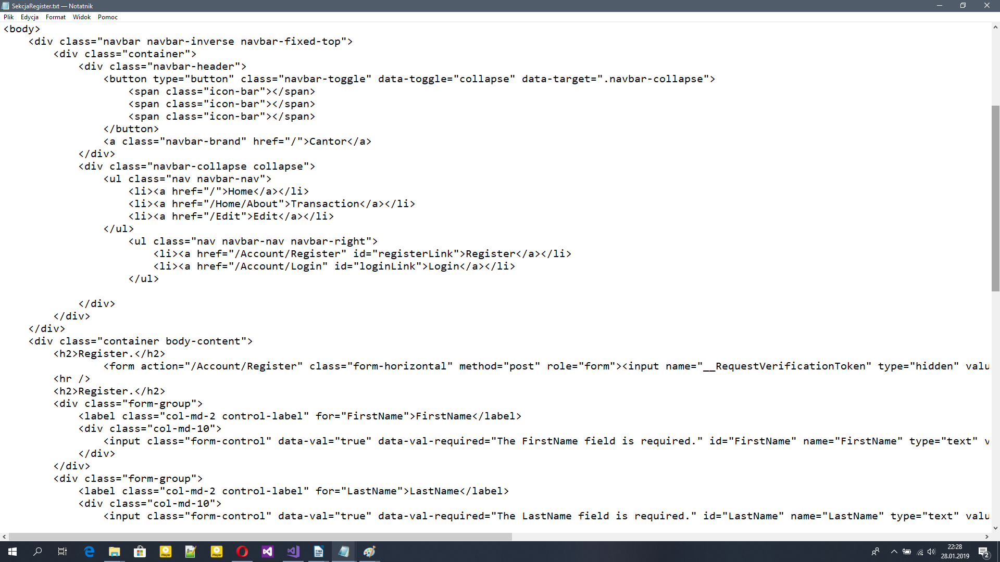 SekcjaRegister.txt — Notatnik
Plik Edycja Format Widok Pomoc
<body>
    <div class="navbar navbar-inverse navbar-fixed-top">
        <div class="container">
            <div class="navbar-header">
                <button type="button" class="navbar-toggle" data-toggle="collapse" data-target=".navbar-collapse">
                    <span class="icon-bar"></span>
                    <span class="icon-bar"></span>
                    <span class="icon-bar"></span>
                </button>
                <a class="navbar-brand" href="/">Cantor</a>
            </div>
            <div class="navbar-collapse collapse">
                <ul class="nav navbar-nav">
                    <li><a href="/">Home</a></li>
                    <li><a href="/Home/About">Transaction</a></li>
                    <li><a href="/Edit">Edit</a></li>
                </ul>
                    <ul class="nav navbar-nav navbar-right">
                        <li><a href="/Account/Register" id="registerLink">Register</a></li>
                        <li><a href="/Account/Login" id="loginLink">Login</a></li>
                    </ul>
            </div>
        </div>
    </div>
    <div class="container body-content">
        <h2>Register.</h2>
                <form action="/Account/Register" class="form-horizontal" method="post" role="form"><input name="__RequestVerificationToken" type="hidden" valu
        <hr />
        <h2>Register.</h2>
        <div class="form-group">
            <label class="col-md-2 control-label" for="FirstName">FirstName</label>
            <div class="col-md-10">
                <input class="form-control" data-val="true" data-val-required="The FirstName field is required." id="FirstName" name="FirstName" type="text" v
            </div>
        </div>
        <div class="form-group">
            <label class="col-md-2 control-label" for="LastName">LastName</label>
            <div class="col-md-10">
                <input class="form-control" data-val="true" data-val-required="The LastName field is required." id="LastName" name="LastName" type="text" valu
Player
Player
22:28
28.01.2019
2